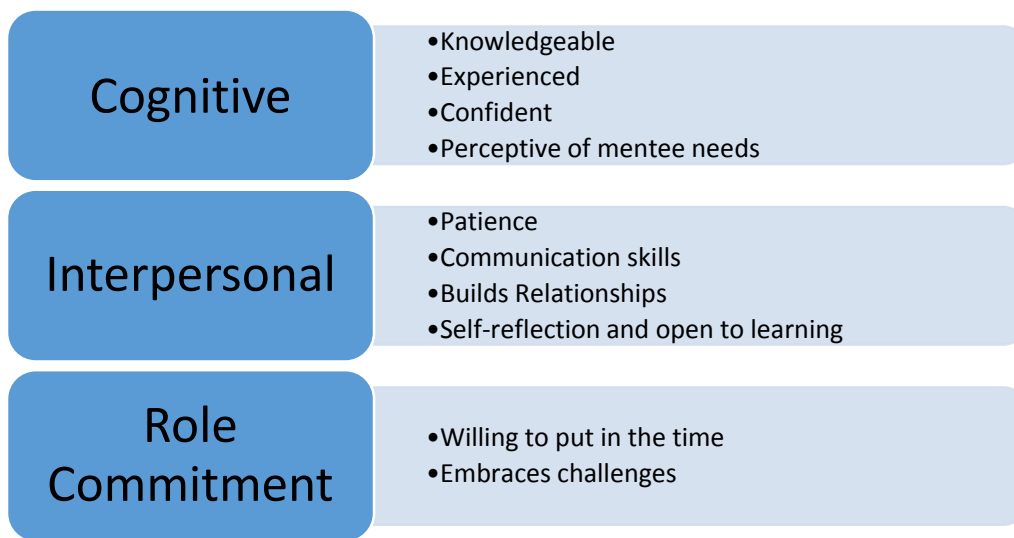 Cognitive
•Knowledgeable
•Experienced
•Confident
•Perceptive of mentee needs
Interpersonal
•Patience
•Communication skills
•Builds Relationships
•Self-reflection and open to learning
Role
Commitment
•Willing to put in the time
•Embraces challenges